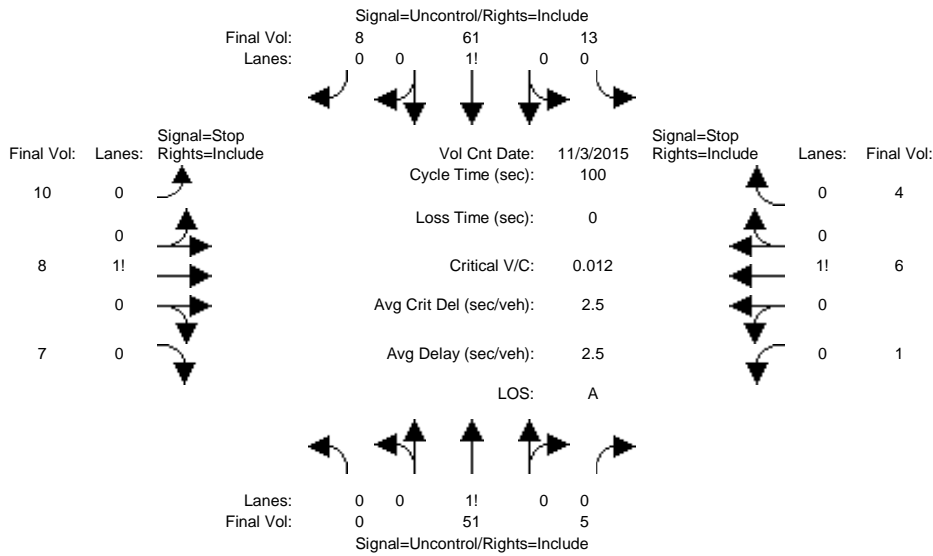 Signal=Uncontrol/Rights=Include
Final Vol: 8 61 13
Lanes: 0 0 1! 0 0
Signal=Stop Signal=Stop
Final Vol: Lanes: Rights=Include Vol Cnt Date: 11/3/2015 Rights=Include Lanes: Final Vol:
Cycle Time (sec): 100
10 0 0 4
Loss Time (sec): 0
0 0
8 1! Critical V/C: 0.012 1! 6
0 Avg Crit Del (sec/veh): 2.5 0
7 0 Avg Delay (sec/veh): 2.5 0 1
LOS: A
Lanes: 0 0 1! 0 0
Final Vol: 0 51 5
Signal=Uncontrol/Rights=Include